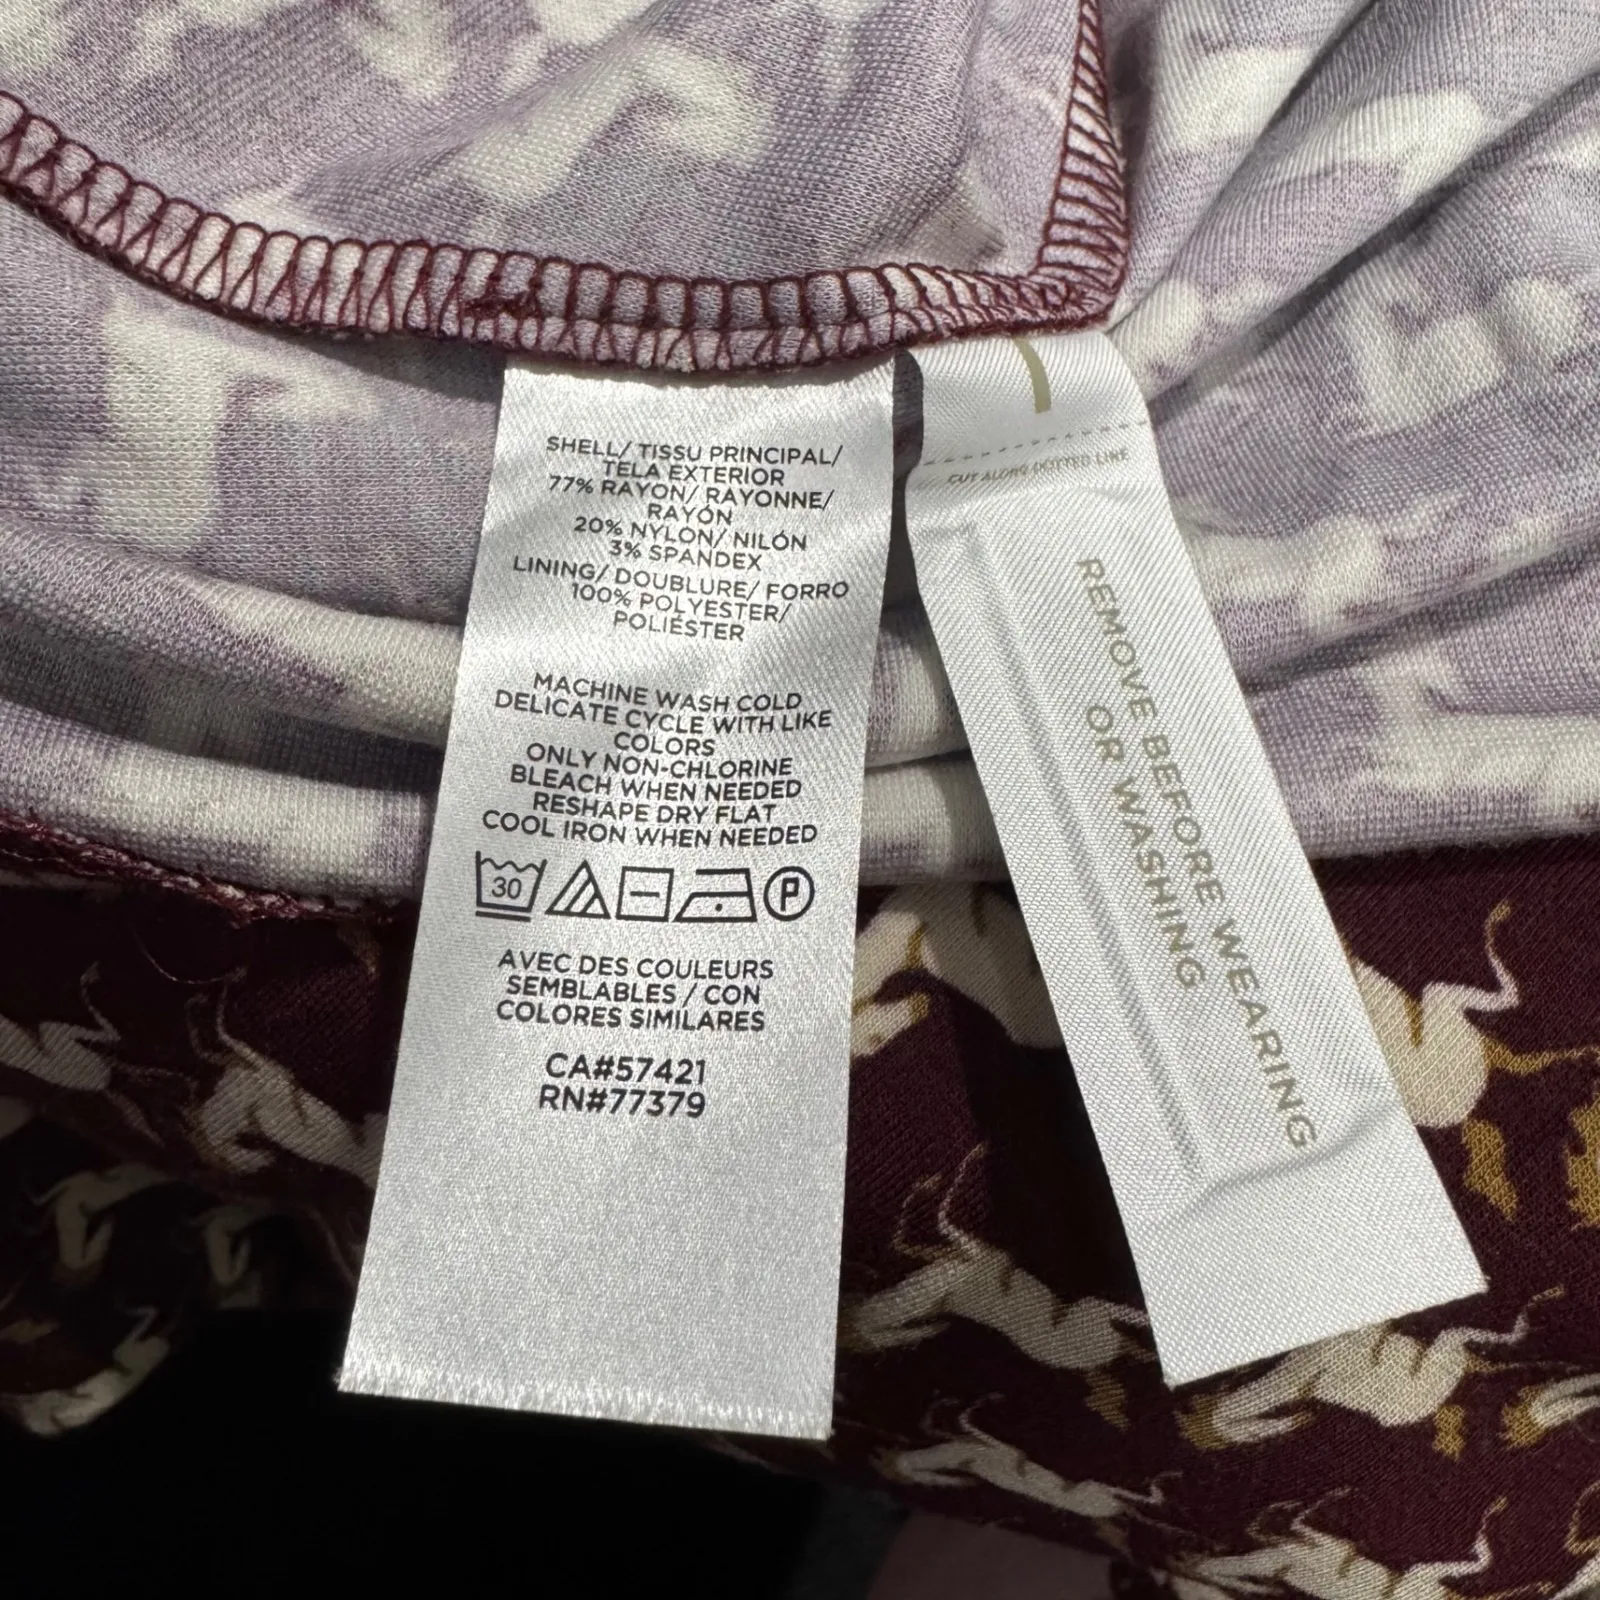 SHELL/ TISSU PRINCIPAL/
TELA EXTERIOR
77% RAYON/ RAYONNE/
RAYÓN
20% NYLON/ NILÓN
3% SPANDEX
LINING/ DOUBLURE/ FORRO
100% POLYESTER/
POLIÉSTER
MACHINE WASH COLD
DELICATE CYCLE WITH LIKE
COLORS
ONLY NON-CHLORINE
BLEACH WHEN NEEDED
RESHAPE DRY FLAT
COOL IRON WHEN NEEDED
30 P
AVEC DES COULEURS
SEMBLABLES / CON
COLORES SIMILARES
CA#57421
RN#77379
CUT ALONG DOTTED LINE
REMOVE BEFORE WEARING
OR WASHING